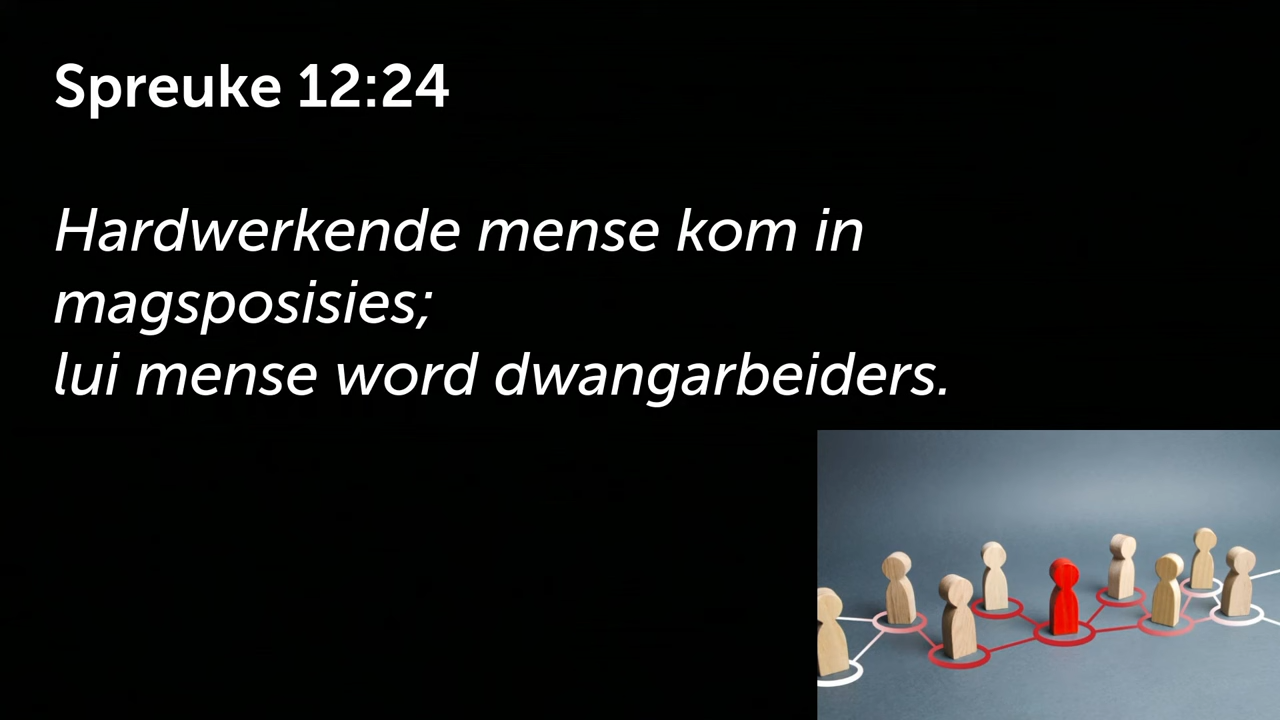 Spreuke 12:24
Hardwerkende mense kom in
magsposisies;
lui mense word dwangarbeiders.